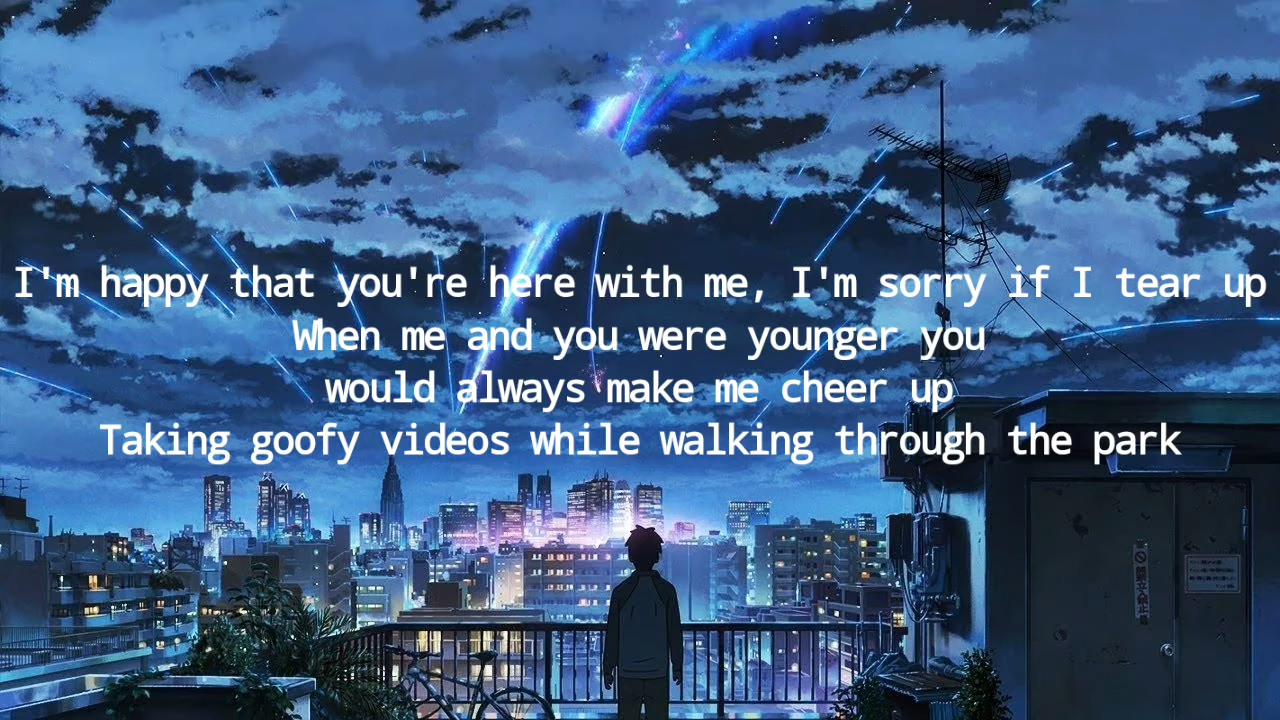 I'm happy that you're here with me, I'm sorry if I tear up
When me and you were younger you
would always make me cheer up
Taking goofy videos while walking through the park